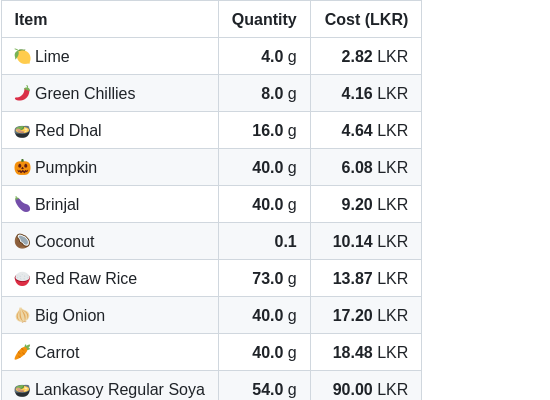 Item Quantity Cost (LKR)
Lime 4.0 g 2.82 LKR
Green Chillies 8.0 g 4.16 LKR
Red Dhal 16.0 g 4.64 LKR
Pumpkin 40.0 g 6.08 LKR
Brinjal 40.0 g 9.20 LKR
Coconut 0.1 10.14 LKR
Red Raw Rice 73.0 g 13.87 LKR
Big Onion 40.0 g 17.20 LKR
Carrot 40.0 g 18.48 LKR
Lankasoy Regular Soya 54.0 g 90.00 LKR